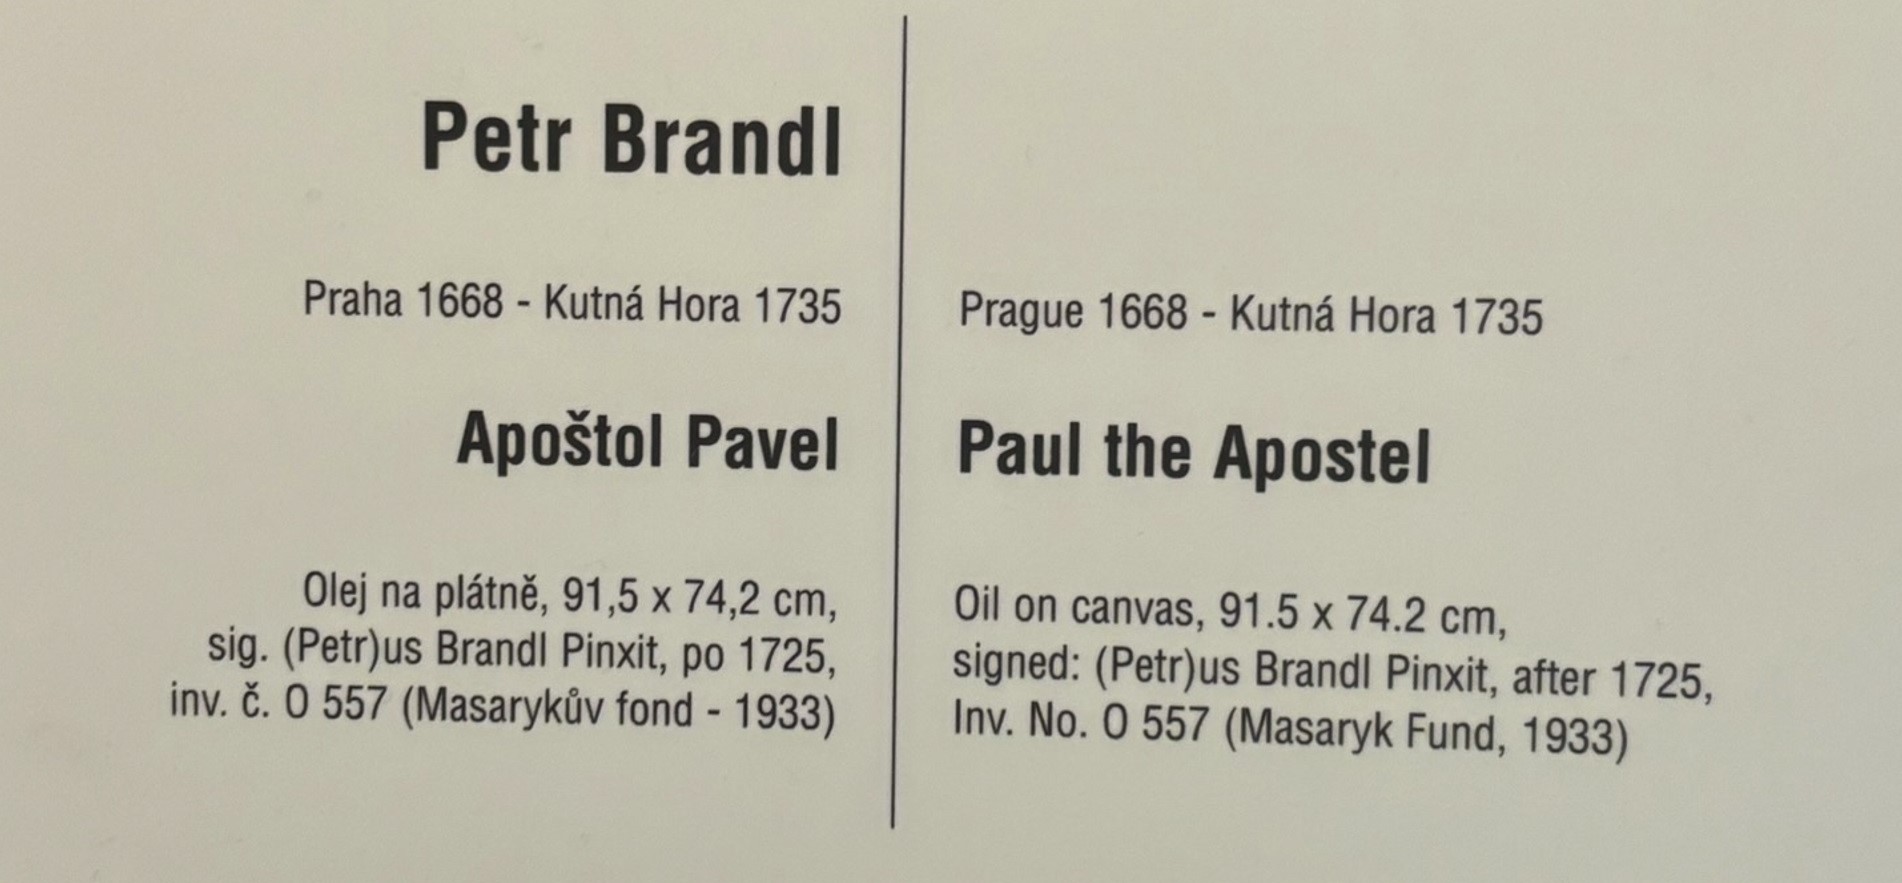 Petr Brandl
Praha 1668 - Kutná Hora 1735
Apoštol Pavel
Olej na plátně, 91,5 x 74,2 cm,
sig. (Petr)us Brandl Pinxit, po 1725,
inv. č. O 557 (Masarykův fond - 1933)
Prague 1668 - Kutná Hora 1735
Paul the Apostel
Oil on canvas, 91.5 x 74.2 cm,
signed: (Petr)us Brandl Pinxit, after 1725,
Inv. No. O 557 (Masaryk Fund, 1933)